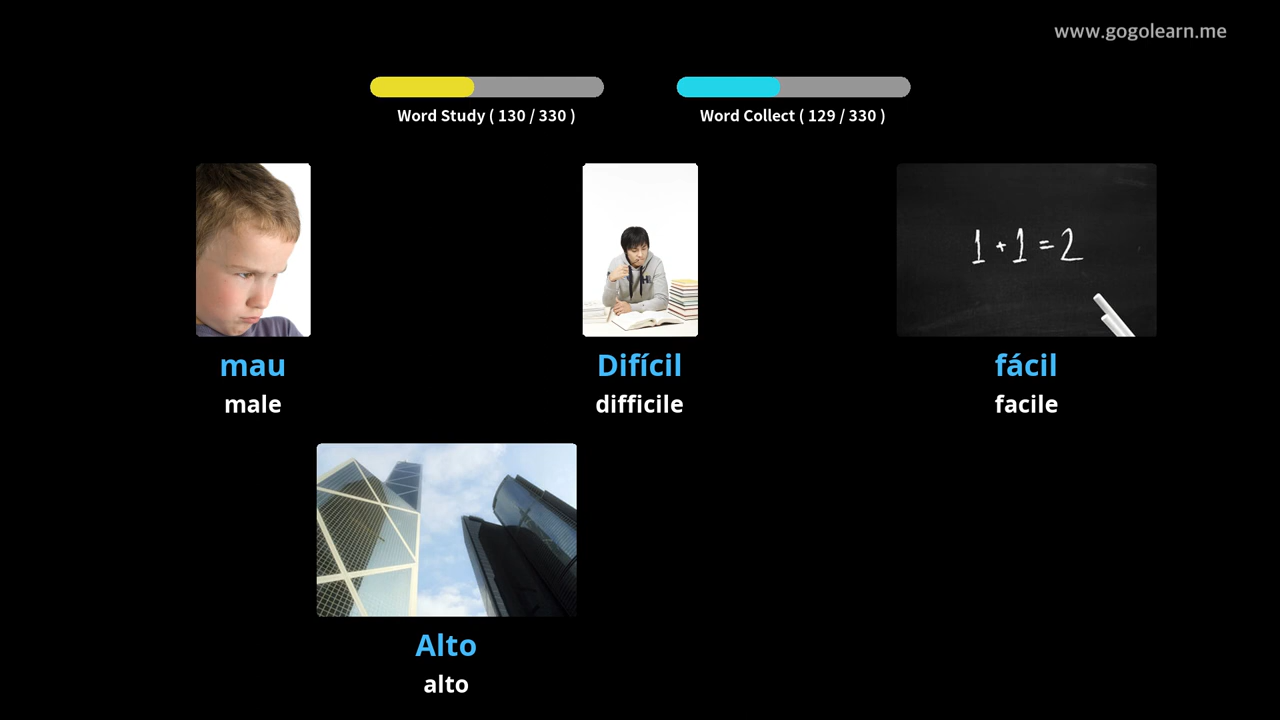 www.gogolearn.me
Word Study ( 130 / 330 )
Word Collect ( 129 / 330 )
1 + 1 = 2
mau
male
Difícil
difficile
fácil
facile
Alto
alto